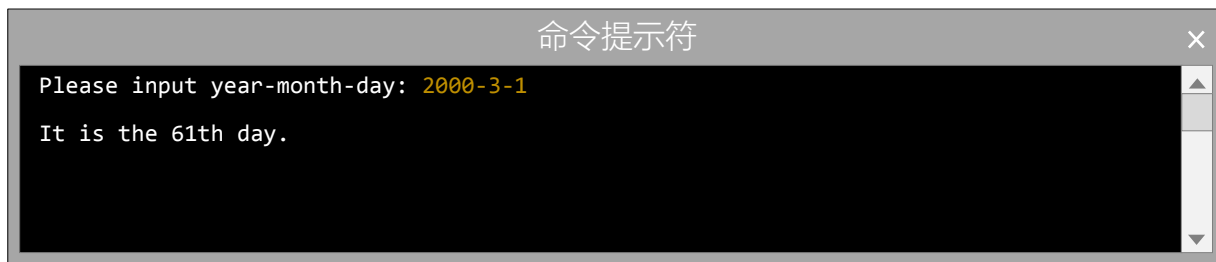 命令提示符
Please input year-month-day: 2000-3-1
It is the 61th day.